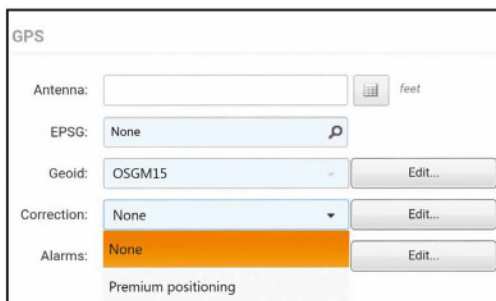 GPS
Antenna: feet
EPSG: None
Geoid: OSGM15 Edit...
Correction: None Edit...
None
Alarms: Edit...
Premium positioning